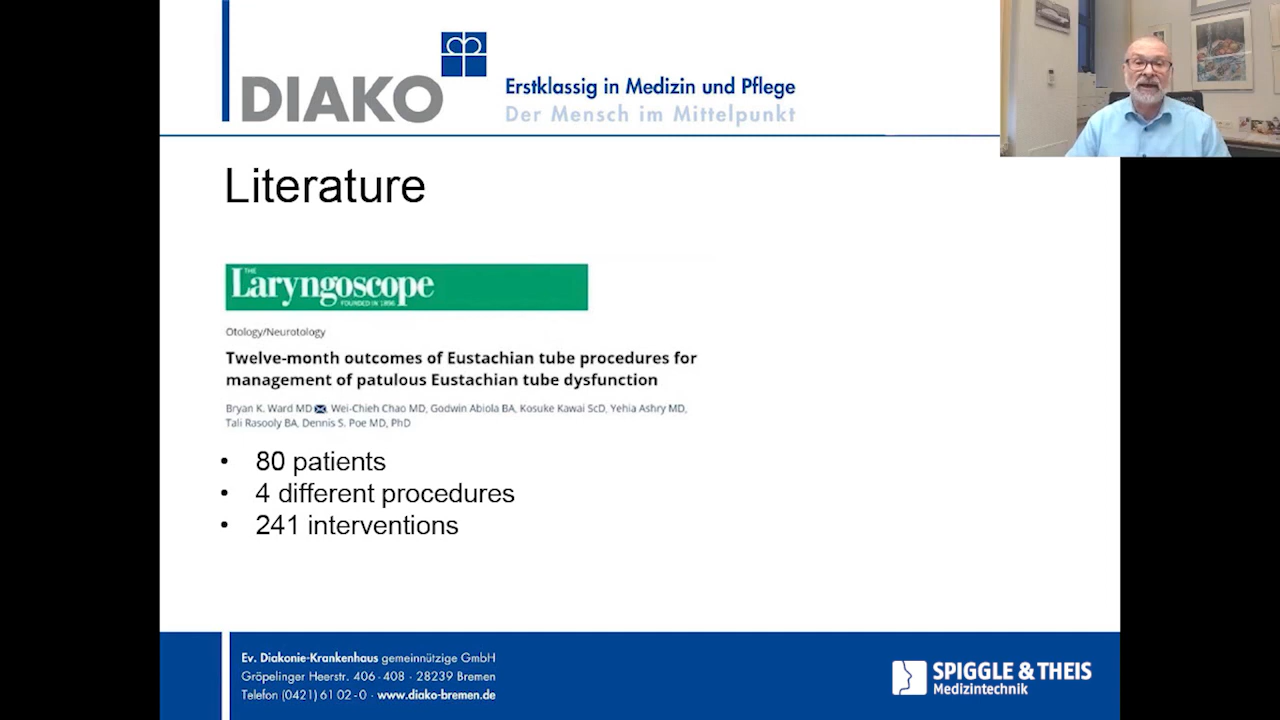 DIAKO
Erstklassig in Medizin und Pflege
Der Mensch im Mittelpunkt
Literature
THE
Laryngoscope
FOUNDED IN 1896
Otology/Neurotology
Twelve-month outcomes of Eustachian tube procedures for
management of patulous Eustachian tube dysfunction
Bryan K. Ward MD, Wei-Chieh Chao MD, Godwin Abiola BA, Kosuke Kawai ScD, Yehia Ashry MD,
Tali Rasooly BA, Dennis S. Poe MD, PhD
• 80 patients
• 4 different procedures
• 241 interventions
Ev. Diakonie-Krankenhaus gemeinnützige GmbH
Gröpelinger Heerstr. 406 - 408 · 28239 Bremen
Telefon (0421) 61 02 - 0 · www.diako-bremen.de
SPIGGLE & THEIS
Medizintechnik